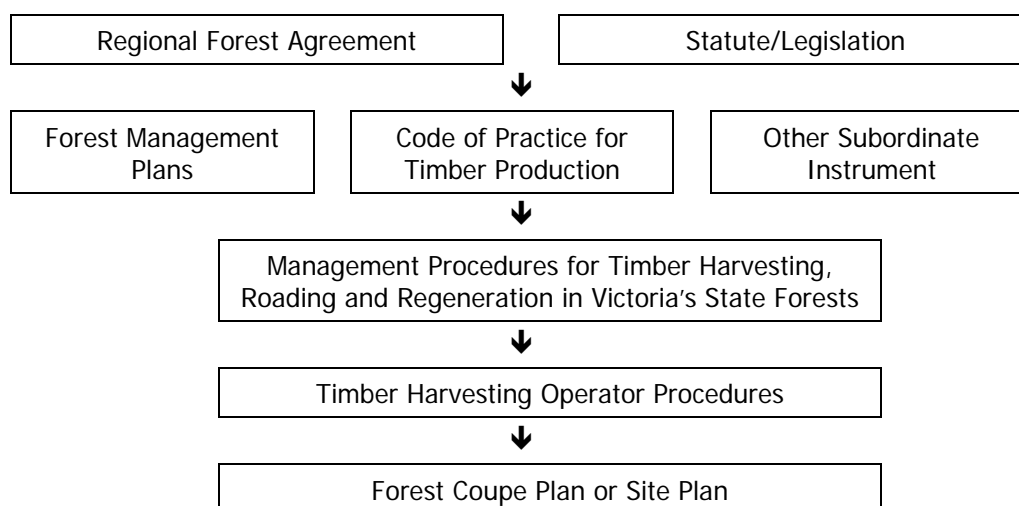 Regional Forest Agreement
Statute/Legislation
Forest Management
Plans
Code of Practice for
Timber Production
Other Subordinate
Instrument
Management Procedures for Timber Harvesting,
Roading and Regeneration in Victoria’s State Forests
Timber Harvesting Operator Procedures
Forest Coupe Plan or Site Plan